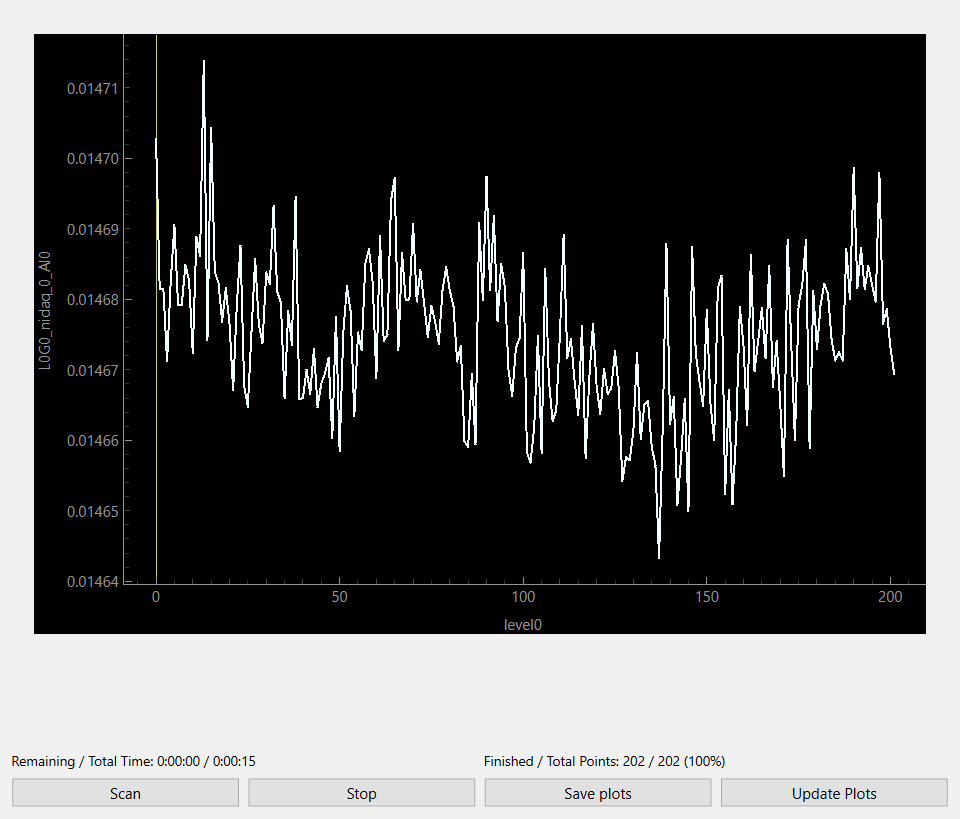 0.01471
0.01470
0.01469
0.01468
0.01467
0.01466
0.01465
0.01464
L0G0_nidaq_0_AI0
0 50 100 150 200
level0
Remaining / Total Time: 0:00:00 / 0:00:15 Finished / Total Points: 202 / 202 (100%)
Scan Stop Save plots Update Plots